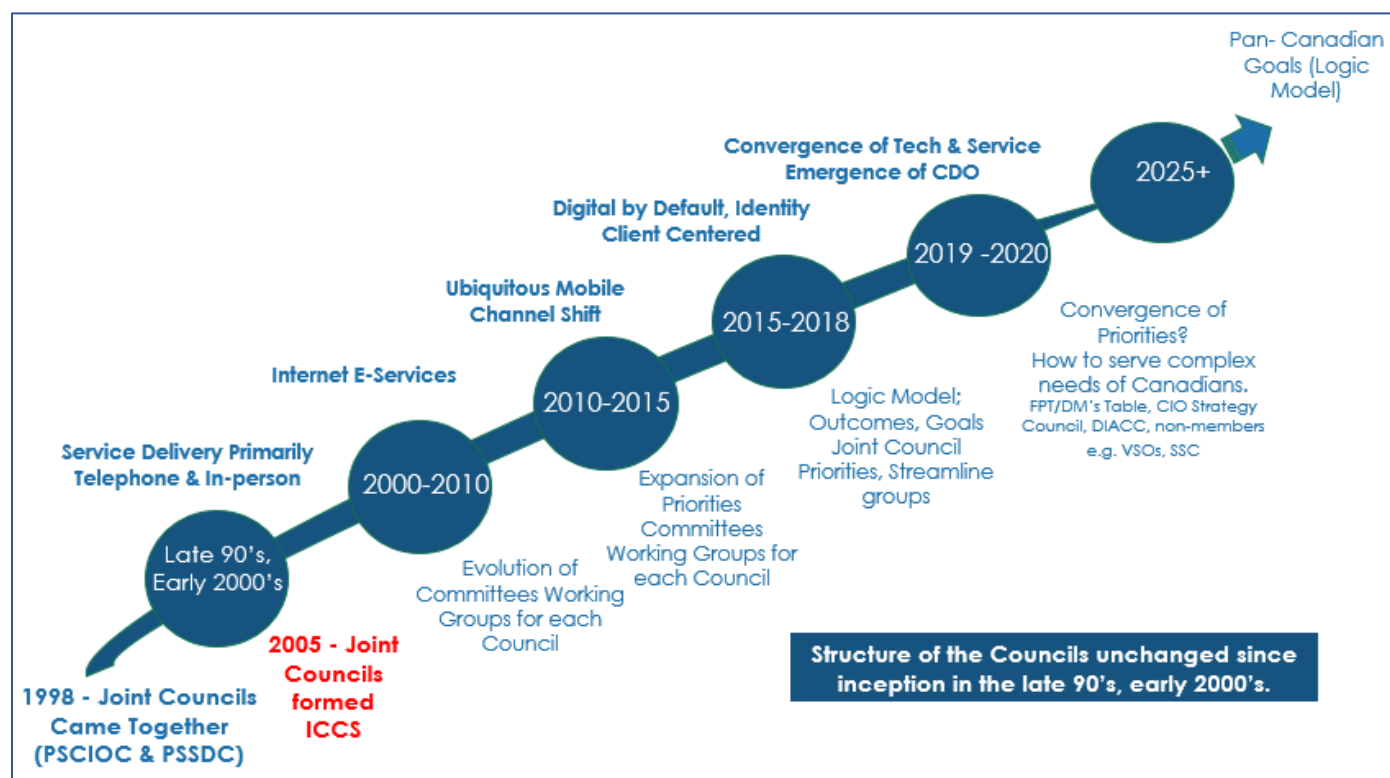 Pan- Canadian
Goals (Logic
Model)
Convergence of Tech & Service
Emergence of CDO
2025+
Digital by Default, Identity
Client Centered
2019 -2020
Ubiquitous Mobile
Channel Shift
2015-2018
Convergence of
Priorities?
How to serve complex
needs of Canadians.
FPT/DM's Table, CIO Strategy
Council, DIACC, non-members
e.g. VSOs, SSC
Internet E-Services
2010-2015
Logic Model;
Outcomes, Goals
Joint Council
Priorities, Streamline
groups
Service Delivery Primarily
Telephone & In-person
2000-2010
Expansion of
Priorities
Committees
Working Groups for
each Council
Late 90's,
Early 2000's
Evolution of
Committees Working
Groups for each
Council
2005 - Joint
Councils
formed
ICCS
Structure of the Councils unchanged since
inception in the late 90's, early 2000's.
1998 - Joint Councils
Came Together
(PSCIOC & PSSDC)